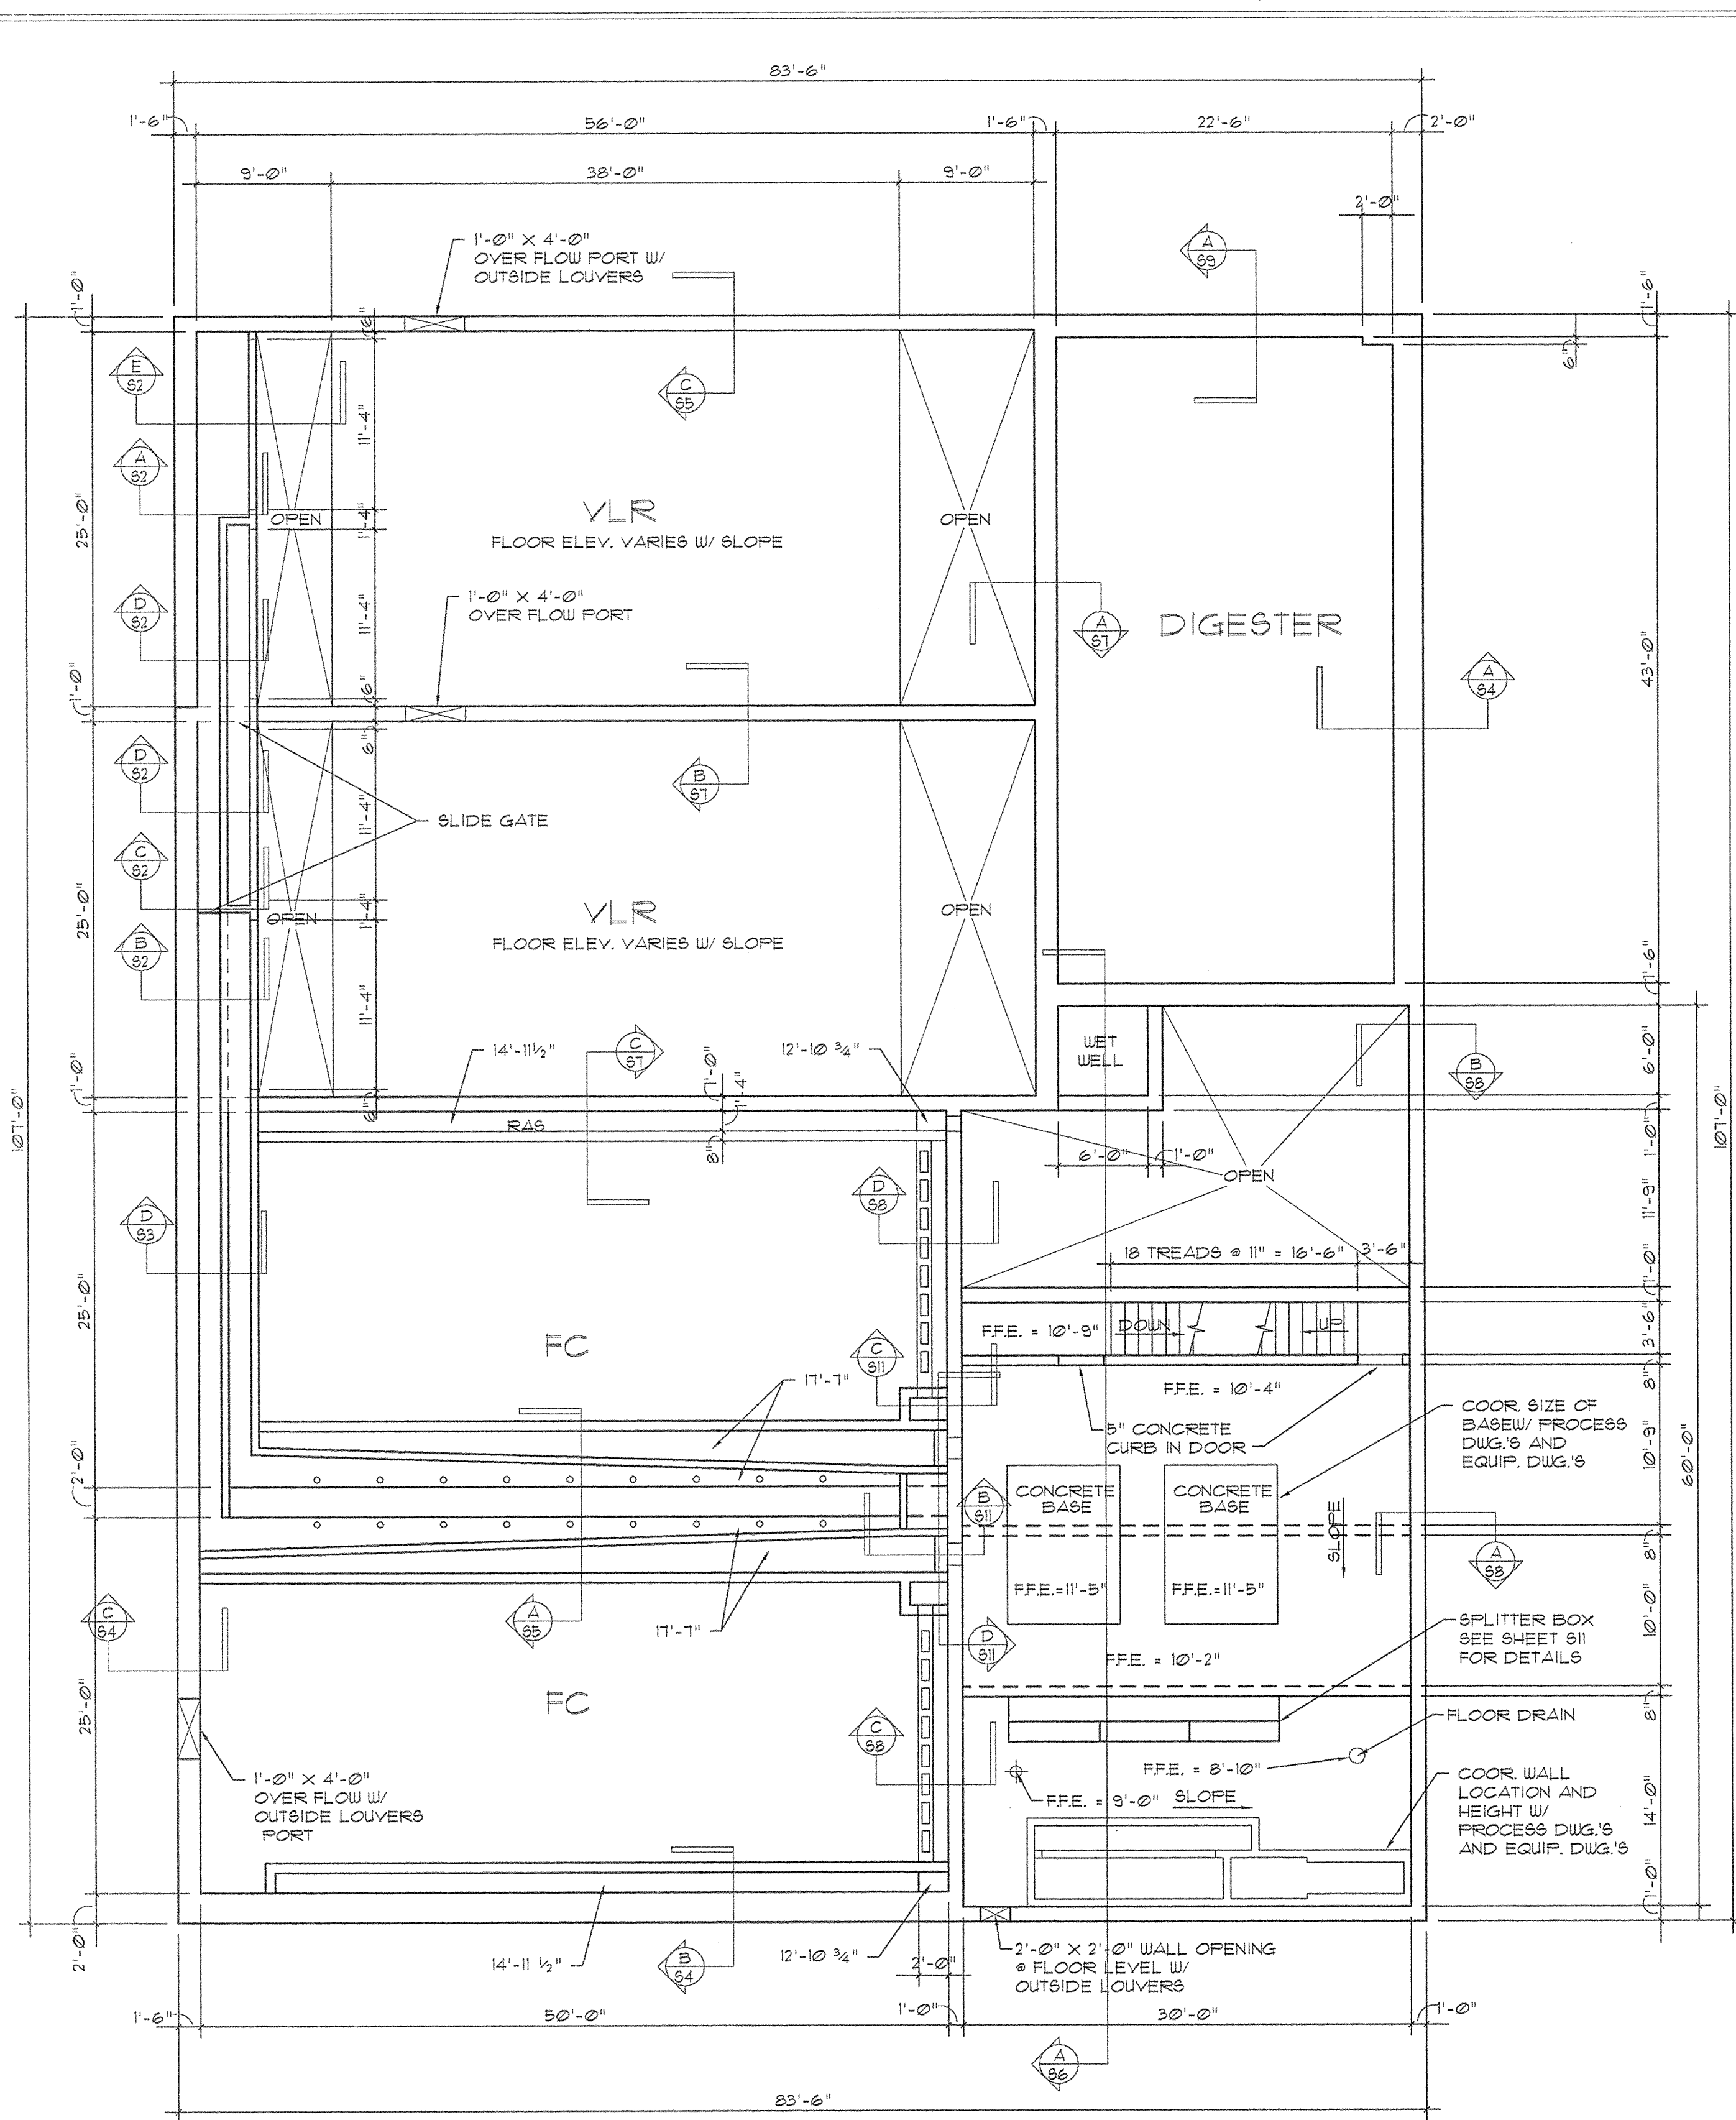 83'-6"
1'-6"
56'-0"
1'-6"
22'-6"
2'-0"
9'-0"
38'-0"
9'-0"
2'-0"
1'-0" X 4'-0"
OVER FLOW PORT W/
OUTSIDE LOUVERS
A
S9
1'-0"
6"
1'-6"
6"
E
S2
C
S5
11'-4"
A
S2
OPEN
1'-4"
VLR
FLOOR ELEV. VARIES W/ SLOPE
OPEN
25'-0"
D
S2
11'-4"
1'-0" X 4'-0"
OVER FLOW PORT
A
S7
DIGESTER
A
S4
43'-0"
1'-0"
6"
6"
D
S2
B
S7
11'-4"
SLIDE GATE
C
S2
25'-0"
OPEN
1'-4"
VLR
FLOOR ELEV. VARIES W/ SLOPE
OPEN
B
S2
11'-4"
1'-6"
1'-0"
6"
14'-11½"
C
S7
12'-10 ¾"
1'-0"
1'-4"
8"
RAS
WET
WELL
B
S8
6'-0"
107'-0"
107'-0"
1'-0"
6'-0"
1'-0"
OPEN
D
S8
D
S3
11'-9"
18 TREADS @ 11" = 16'-6"
3'-6"
1'-0"
25'-0"
FC
F.F.E. = 10'-9"
DOWN
UP
3'-6"
C
S11
17'-7"
F.F.E. = 10'-4"
8"
5" CONCRETE
CURB IN DOOR
COOR. SIZE OF
BASEW/ PROCESS
DWG.'S AND
EQUIP. DWG.'S
10'-9"
60'-0"
2'-0"
CONCRETE
BASE
CONCRETE
BASE
B
S11
SLOPE
A
S8
8"
F.F.E.=11'-5"
F.F.E.=11'-5"
C
S4
A
S5
17'-7"
D
S11
F.F.E. = 10'-2"
SPLITTER BOX
SEE SHEET S11
FOR DETAILS
10'-0"
25'-0"
FC
8"
C
S8
FLOOR DRAIN
F.F.E. = 8'-10"
F.F.E. = 9'-0"
SLOPE
1'-0" X 4'-0"
OVER FLOW W/
OUTSIDE LOUVERS
PORT
COOR. WALL
LOCATION AND
HEIGHT W/
PROCESS DWG.'S
AND EQUIP. DWG.'S
14'-0"
1'-0"
2'-0"
14'-11 ½"
B
S4
12'-10 ¾"
2'-0"
2'-0" X 2'-0" WALL OPENING
@ FLOOR LEVEL W/
OUTSIDE LOUVERS
1'-6"
50'-0"
1'-0"
30'-0"
1'-0"
A
S6
83'-6"